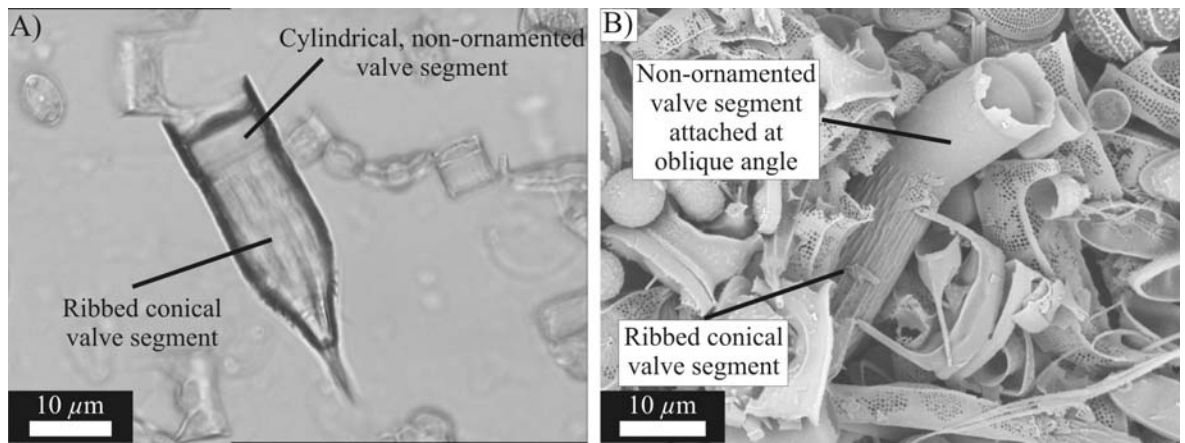 A)
Cylindrical, non-ornamented
valve segment
Ribbed conical
valve segment
10 µm
B)
Non-ornamented
valve segment
attached at
oblique angle
Ribbed conical
valve segment
10 µm